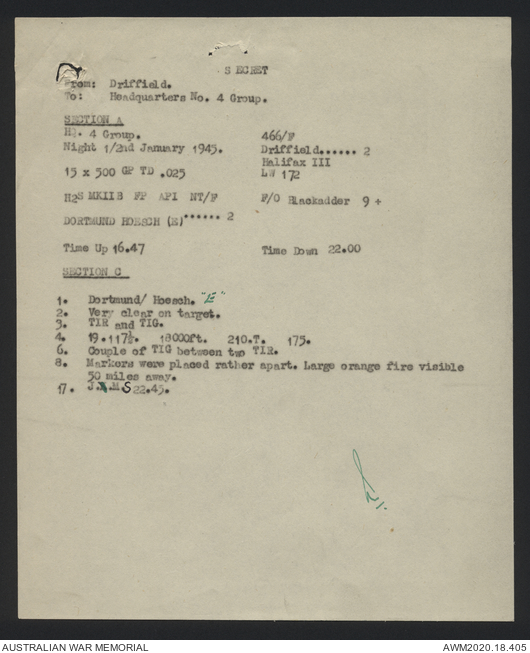 S ECRET
From: Driffield.
To: Headquarters No. 4 Group.
SECTION A
HQ. 4 Group. 466/F
Night 1/2nd January 1945. Driffield...... 2
Halifax III
15 x 500 GP TD .025 LW 172
H2S MKIIB FP API NT/F F/O Blackadder 9 +
DORTMUND HOESCH (E)...... 2
Time Up 16.47 Time Down 22.00
SECTION C
1. Dortmund/ Hoesch. "E"
2. Very clear on target.
3. TIR and TIG.
4. 19.117½. 18000ft. 210.T. 175.
6. Couple of TIG between two TIR.
8. Markers were placed rather apart. Large orange fire visible
50 miles away.
17. J. .M.S 22.45.
AUSTRALIAN WAR MEMORIAL AWM2020.18.405